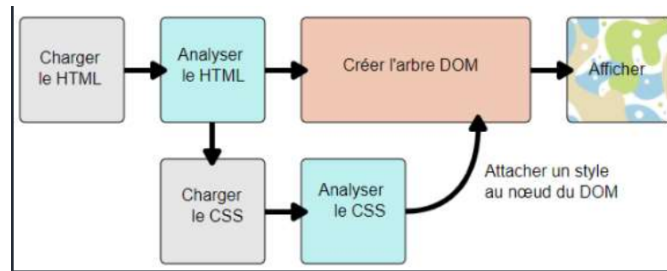 Charger
le HTML
Analyser
le HTML
Créer l'arbre DOM
Afficher
Charger
le CSS
Analyser
le CSS
Attacher un style
au nœud du DOM